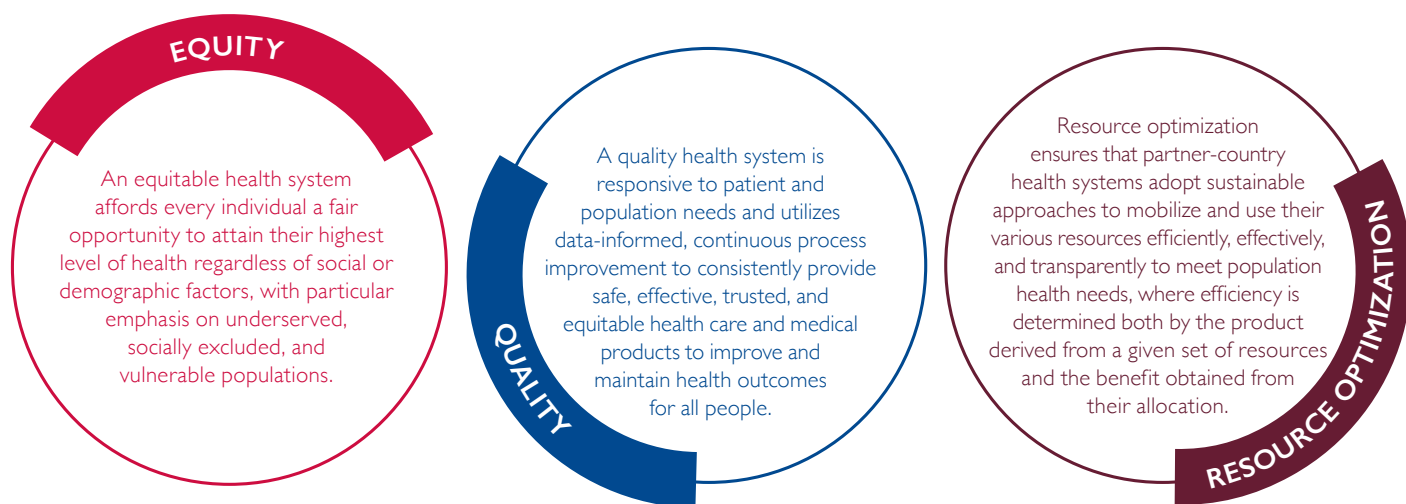 EQUITY
An equitable health system
affords every individual a fair
opportunity to attain their highest
level of health regardless of social or
demographic factors, with particular
emphasis on underserved,
socially excluded, and
vulnerable populations.
QUALITY
A quality health system is
responsive to patient and
population needs and utilizes
data-informed, continuous process
improvement to consistently provide
safe, effective, trusted, and
equitable health care and medical
products to improve and
maintain health outcomes
for all people.
RESOURCE OPTIMIZATION
Resource optimization
ensures that partner-country
health systems adopt sustainable
approaches to mobilize and use their
various resources efficiently, effectively,
and transparently to meet population
health needs, where efficiency is
determined both by the product
derived from a given set of resources
and the benefit obtained from
their allocation.